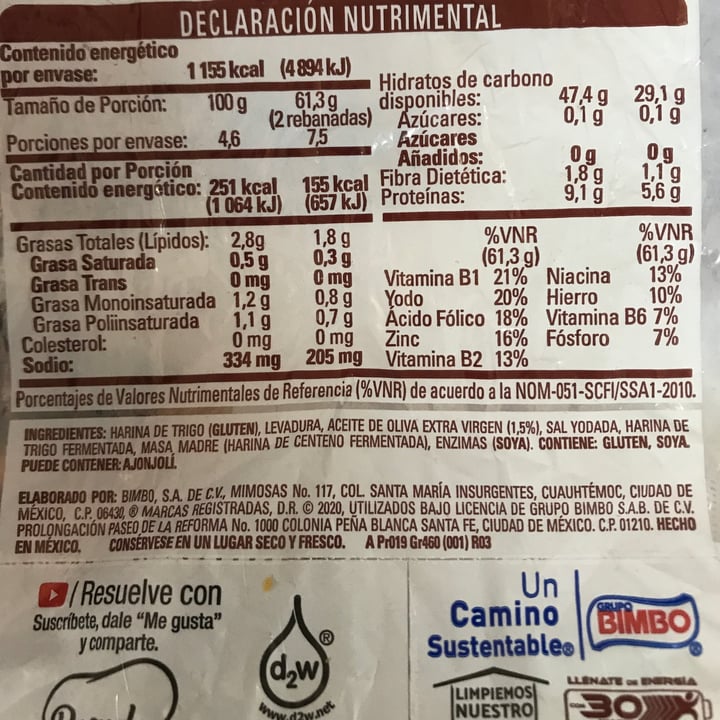 DECLARACIÓN NUTRIMENTAL
Contenido energético
por envase: 1 155 kcal (4 894 kJ)
Tamaño de Porción: 100 g 61,3 g
(2 rebanadas)
Porciones por envase: 4,6 7,5
Cantidad por Porción
Contenido energético: 251 kcal 155 kcal
(1 064 kJ) (657 kJ)
Hidratos de carbono
disponibles: 47,4 g 29,1 g
Azúcares: 0,1 g 0,1 g
Azúcares
Añadidos: 0 g 0 g
Fibra Dietética: 1,8 g 1,1 g
Proteínas: 9,1 g 5,6 g
Grasas Totales (Lípidos): 2,8g 1,8 g
Grasa Saturada 0,5 g 0,3 g
Grasa Trans 0 mg 0 mg
Grasa Monoinsaturada 1,2 g 0,8 g
Grasa Poliinsaturada 1,1 g 0,7 g
Colesterol: 0 mg 0 mg
Sodio: 334 mg 205 mg
%VNR %VNR
(61,3 g) (61,3 g)
Vitamina B1 21% Niacina 13%
Yodo 20% Hierro 10%
Ácido Fólico 18% Vitamina B6 7%
Zinc 16% Fósforo 7%
Vitamina B2 13%
Porcentajes de Valores Nutrimentales de Referencia (%VNR) de acuerdo a la NOM-051-SCFI/SSA1-2010.
INGREDIENTES: HARINA DE TRIGO (GLUTEN), LEVADURA, ACEITE DE OLIVA EXTRA VIRGEN (1,5%), SAL YODADA, HARINA DE
TRIGO FERMENTADA, MASA MADRE (HARINA DE CENTENO FERMENTADA), ENZIMAS (SOYA). CONTIENE: GLUTEN, SOYA.
PUEDE CONTENER: AJONJOLÍ.
ELABORADO POR: BIMBO, S.A. DE C.V., MIMOSAS No. 117, COL. SANTA MARÍA INSURGENTES, CUAUHTÉMOC, CIUDAD DE
MÉXICO, C.P. 06430, ® MARCAS REGISTRADAS, D.R. © 2020, UTILIZADOS BAJO LICENCIA DE GRUPO BIMBO S.A.B. DE C.V.
PROLONGACIÓN PASEO DE LA REFORMA No. 1000 COLONIA PEÑA BLANCA SANTA FE, CIUDAD DE MÉXICO. C.P. 01210. HECHO
EN MÉXICO. CONSÉRVESE EN UN LUGAR SECO Y FRESCO. A Pr019 Gr460 (001) R03
/ Resuelve con
Suscríbete, dale “Me gusta”
y comparte.
d2w®
www.d2w.net
Un
Camino
Sustentable®
GRUPO
BIMBO®
LIMPIEMOS
NUESTRO
LLÉNATE DE ENERGÍA
30